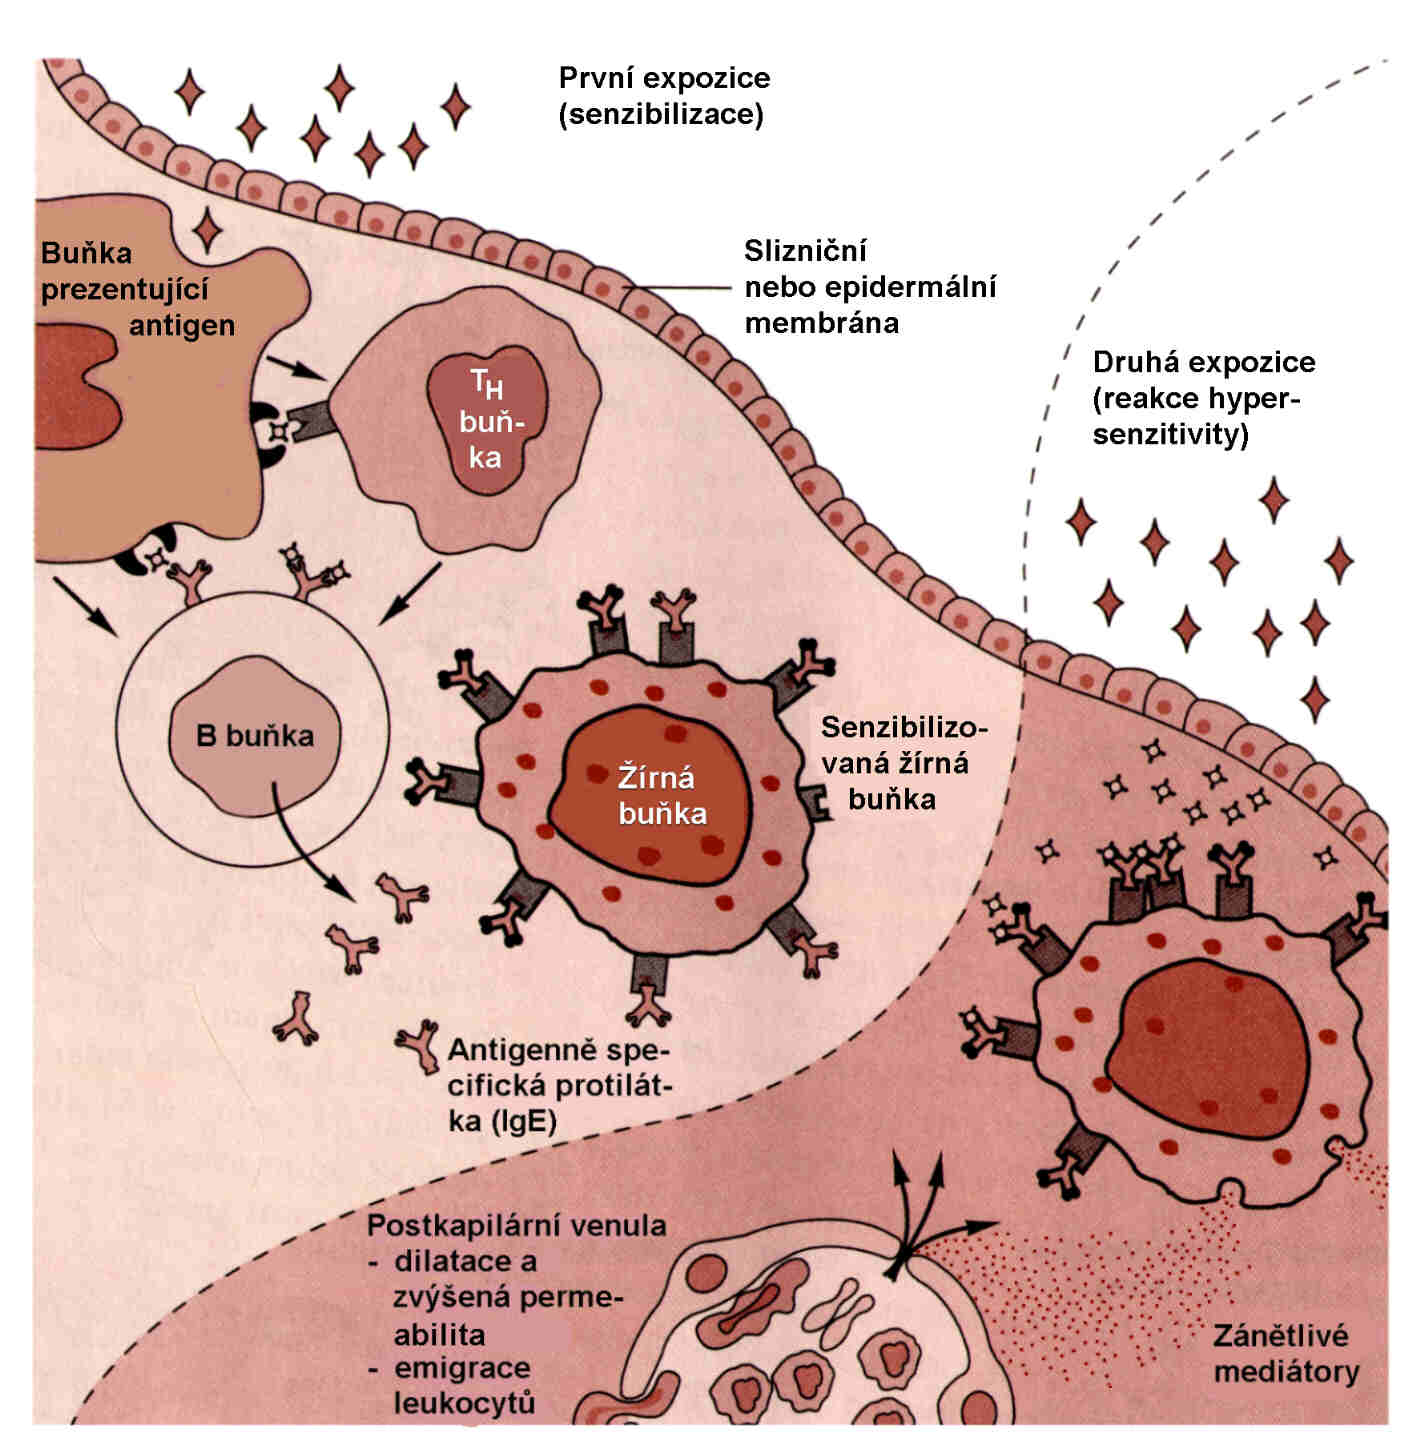 První expozice
(senzibilizace)
Buňka
prezentující
antigen
Slizniční
nebo epidermální
membrána
Druhá expozice
(reakce hyper-
senzitivity)
TH
buň-
ka
B buňka
Žírná
buňka
Senzibilizo-
vaná žírná
buňka
Antigenně spe-
cifická protilát-
ka (IgE)
Postkapilární venula
- dilatace a
zvýšená perme-
abilita
- emigrace
leukocytů
Zánětlivé
mediátory